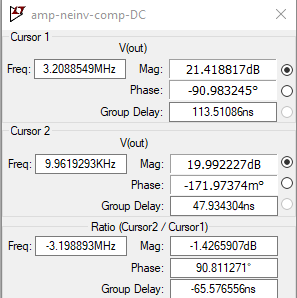 amp-neinv-comp-DC
Cursor 1
V(out)
Freq: 3.2088549MHz Mag: 21.418817dB
Phase: -90.983245°
Group Delay: 113.51086ns
Cursor 2
V(out)
Freq: 9.9619293KHz Mag: 19.992227dB
Phase: -171.97374m°
Group Delay: 47.934304ns
Ratio (Cursor2 / Cursor1)
Freq: -3.198893MHz Mag: -1.4265907dB
Phase: 90.811271°
Group Delay: -65.576556ns